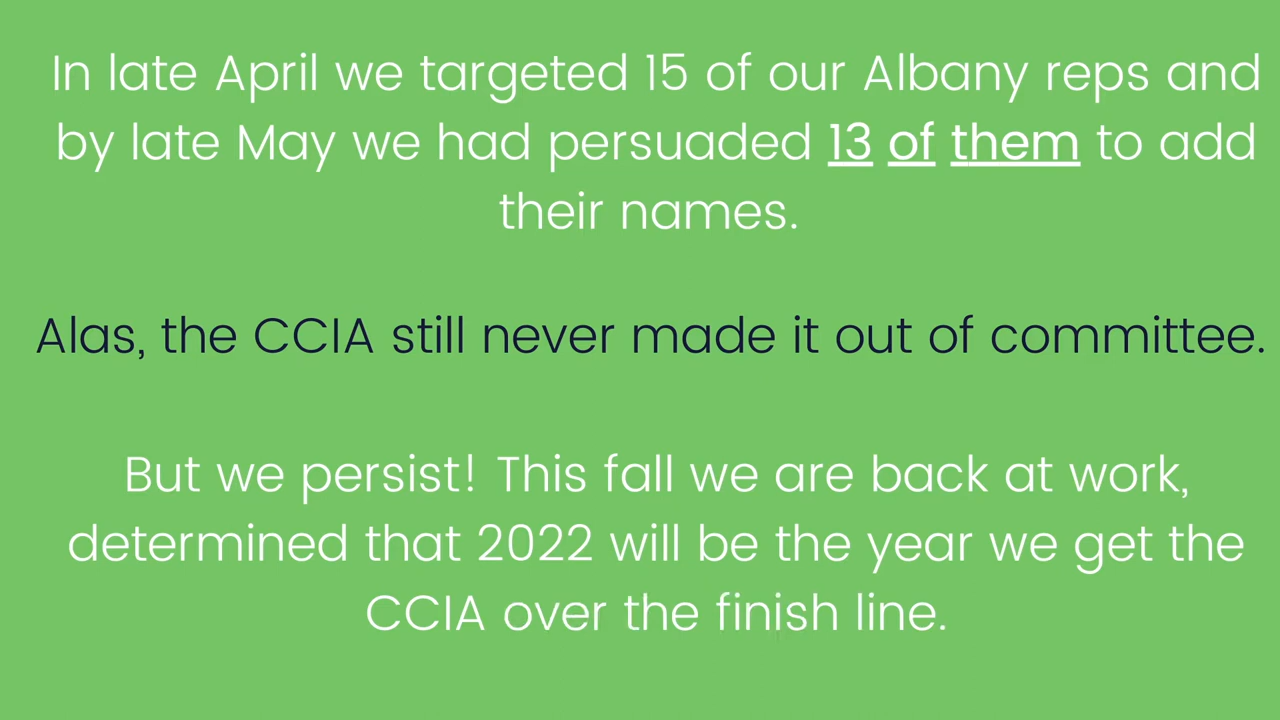 In late April we targeted 15 of our Albany reps and
by late May we had persuaded 13 of them to add
their names.
Alas, the CCIA still never made it out of committee.
But we persist! This fall we are back at work,
determined that 2022 will be the year we get the
CCIA over the finish line.